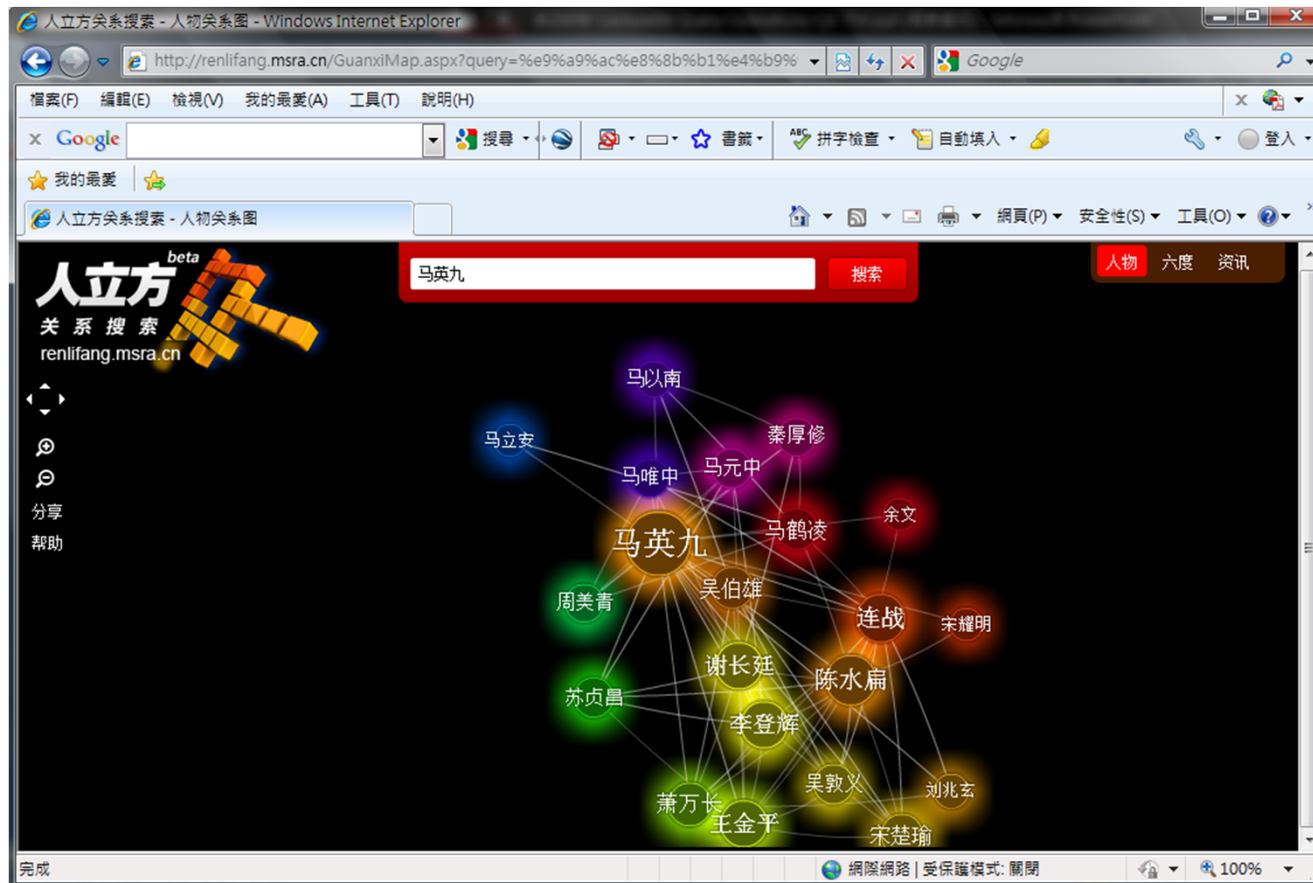 人立方关系搜索 - 人物关系图 - Windows Internet Explorer
http://renlifang.msra.cn/GuanxiMap.aspx?query=%e9%a9%ac%e8%8b%b1%e4%b9%
Google
檔案(F) 編輯(E) 檢視(V) 我的最愛(A) 工具(T) 說明(H)
x
x Google 搜尋 書籤 ABC 拼字檢查 自動填入 登入
我的最愛
人立方关系搜索 - 人物关系图 網頁(P) 安全性(S) 工具(O)
人立方 beta
关系搜索
renlifang.msra.cn
马英九 搜索
人物 六度 资讯
分享
帮助
马以南
秦厚修
马立安
马元中
马唯中
余文
马鹤凌
马英九
吴伯雄
周美青
连战
宋耀明
谢长廷
陈水扁
苏贞昌
李登辉
吴敦义
刘兆玄
萧万长
王金平
宋楚瑜
完成 網際網路 | 受保護模式: 關閉 100%